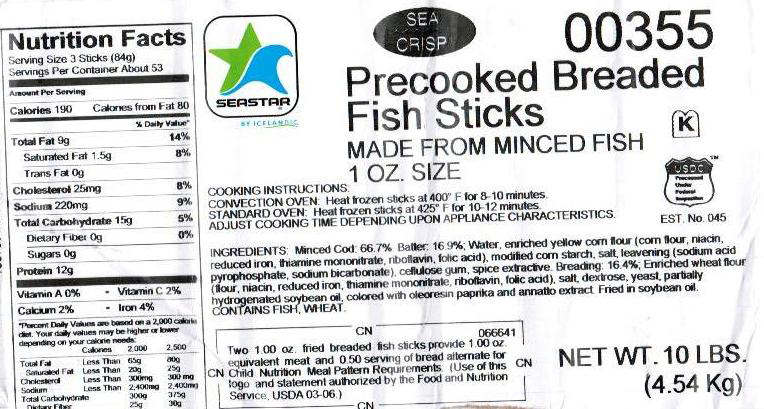 Nutrition Facts
Serving Size 3 Sticks (84g)
Servings Per Container About 53
Amount Per Serving
Calories 190 Calories from Fat 80
% Daily Value*
Total Fat 9g 14%
Saturated Fat 1.5g 8%
Trans Fat 0g
Cholesterol 25mg 8%
Sodium 220mg 9%
Total Carbohydrate 15g 5%
Dietary Fiber 0g 0%
Sugars 0g
Protein 12g
Vitamin A 0% - Vitamin C 2%
Calcium 2% - Iron 4%
*Percent Daily Values are based on a 2,000 calorie
diet. Your daily values may be higher or lower
depending on your calorie needs:
Calories 2,000 2,500
Total Fat Less Than 65g 80g
Saturated Fat Less Than 20g 25g
Cholesterol Less Than 300mg 300 mg
Sodium Less Than 2,400mg 2,400mg
Total Carbohydrate 300g 375g
Dietary Fiber 25g 30g
SEASTAR
BY ICELANDIC
SEA
CRISP
00355
Precooked Breaded
Fish Sticks
MADE FROM MINCED FISH
1 OZ. SIZE
K
USDC
Processed
Under
Federal
Inspection
TM
EST. No. 045
COOKING INSTRUCTIONS:
CONVECTION OVEN: Heat frozen sticks at 400° F for 8-10 minutes.
STANDARD OVEN: Heat frozen sticks at 425° F for 10-12 minutes.
ADJUST COOKING TIME DEPENDING UPON APPLIANCE CHARACTERISTICS.
INGREDIENTS: Minced Cod: 66.7% Batter: 16.9%; Water, enriched yellow corn flour (corn flour, niacin,
reduced iron, thiamine mononitrate, riboflavin, folic acid), modified corn starch, salt, leavening (sodium acid
pyrophosphate, sodium bicarbonate), cellulose gum, spice extractive. Breading: 16.4%; Enriched wheat flour
(flour, niacin, reduced iron, thiamine mononitrate, riboflavin, folic acid), salt, dextrose, yeast, partially
hydrogenated soybean oil, colored with oleoresin paprika and annatto extract. Fried in soybean oil.
CONTAINS FISH, WHEAT.
CN 066641
Two 1.00 oz. fried breaded fish sticks provide 1.00 oz.
equivalent meat and 0.50 serving of bread alternate for
CN Child Nutrition Meal Pattern Requirements. (Use of this CN
logo and statement authorized by the Food and Nutrition
Service, USDA 03-06.)
CN
NET WT. 10 LBS.
(4.54 Kg)